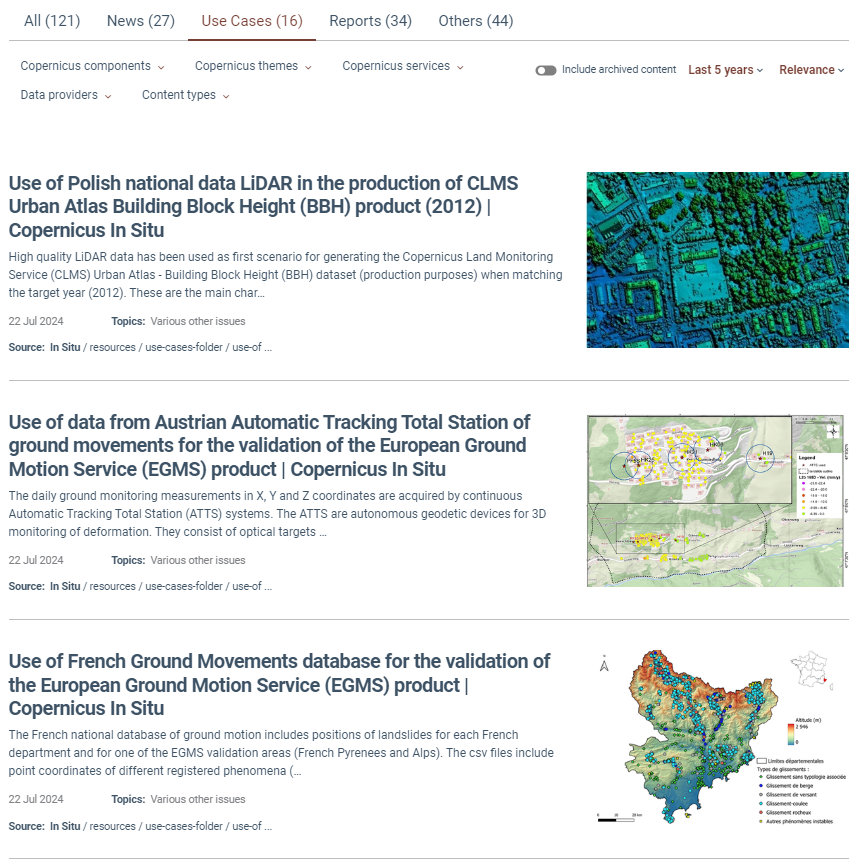 All (121) News (27) Use Cases (16) Reports (34) Others (44)
Copernicus components Copernicus themes Copernicus services
Include archived content Last 5 years Relevance
Data providers Content types
Use of Polish national data LiDAR in the production of CLMS
Urban Atlas Building Block Height (BBH) product (2012) |
Copernicus In Situ
High quality LiDAR data has been used as first scenario for generating the Copernicus Land Monitoring
Service (CLMS) Urban Atlas - Building Block Height (BBH) dataset (production purposes) when matching
the target year (2012). These are the main char…
22 Jul 2024 Topics: Various other issues
Source: In Situ / resources / use-cases-folder / use-of ...
Use of data from Austrian Automatic Tracking Total Station of
ground movements for the validation of the European Ground
Motion Service (EGMS) product | Copernicus In Situ
The daily ground monitoring measurements in X, Y and Z coordinates are acquired by continuous
Automatic Tracking Total Station (ATTS) systems. The ATTS are autonomous geodetic devices for 3D
monitoring of deformation. They consist of optical targets …
22 Jul 2024 Topics: Various other issues
Source: In Situ / resources / use-cases-folder / use-of ...
Legend
Use of French Ground Movements database for the validation of
the European Ground Motion Service (EGMS) product |
Copernicus In Situ
The French national database of ground motion includes positions of landslides for each French
department and for one of the EGMS validation areas (French Pyrenees and Alps). The csv files include
point coordinates of different registered phenomena (…
22 Jul 2024 Topics: Various other issues
Source: In Situ / resources / use-cases-folder / use-of ...
Altitude (m)
2 946
0
Limites départementales
Types de glissements :
Glissement sans typologie associée
Glissement de berge
Glissement de versant
Glissement-coulée
Glissement rocheux
Autres phénomènes instables